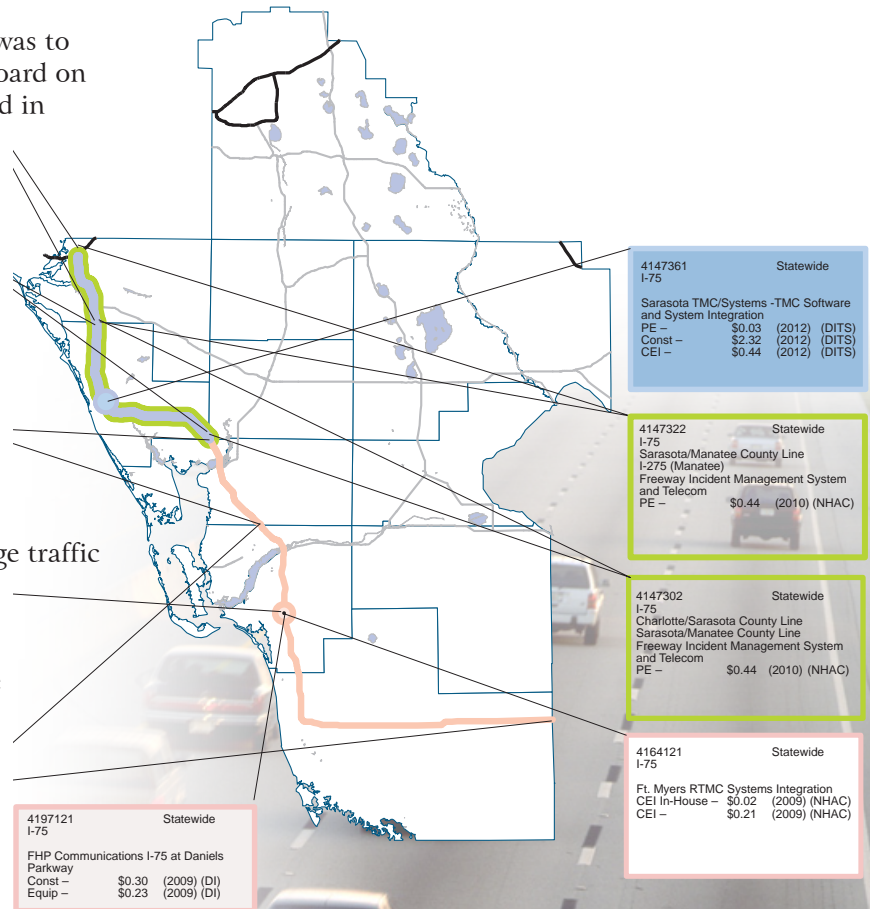 was to
oard on
d in
ge traffic
4147361 Statewide
I-75
Sarasota TMC/Systems -TMC Software
and System Integration
PE – $0.03 (2012) (DITS)
Const – $2.32 (2012) (DITS)
CEI – $0.44 (2012) (DITS)
4147322 Statewide
I-75
Sarasota/Manatee County Line
I-275 (Manatee)
Freeway Incident Management System
and Telecom
PE – $0.44 (2010) (NHAC)
4147302 Statewide
I-75
Charlotte/Sarasota County Line
Sarasota/Manatee County Line
Freeway Incident Management System
and Telecom
PE – $0.44 (2010) (NHAC)
4164121 Statewide
I-75
Ft. Myers RTMC Systems Integration
CEI In-House – $0.02 (2009) (NHAC)
CEI – $0.21 (2009) (NHAC)
4197121 Statewide
I-75
FHP Communications I-75 at Daniels
Parkway
Const – $0.30 (2009) (DI)
Equip – $0.23 (2009) (DI)